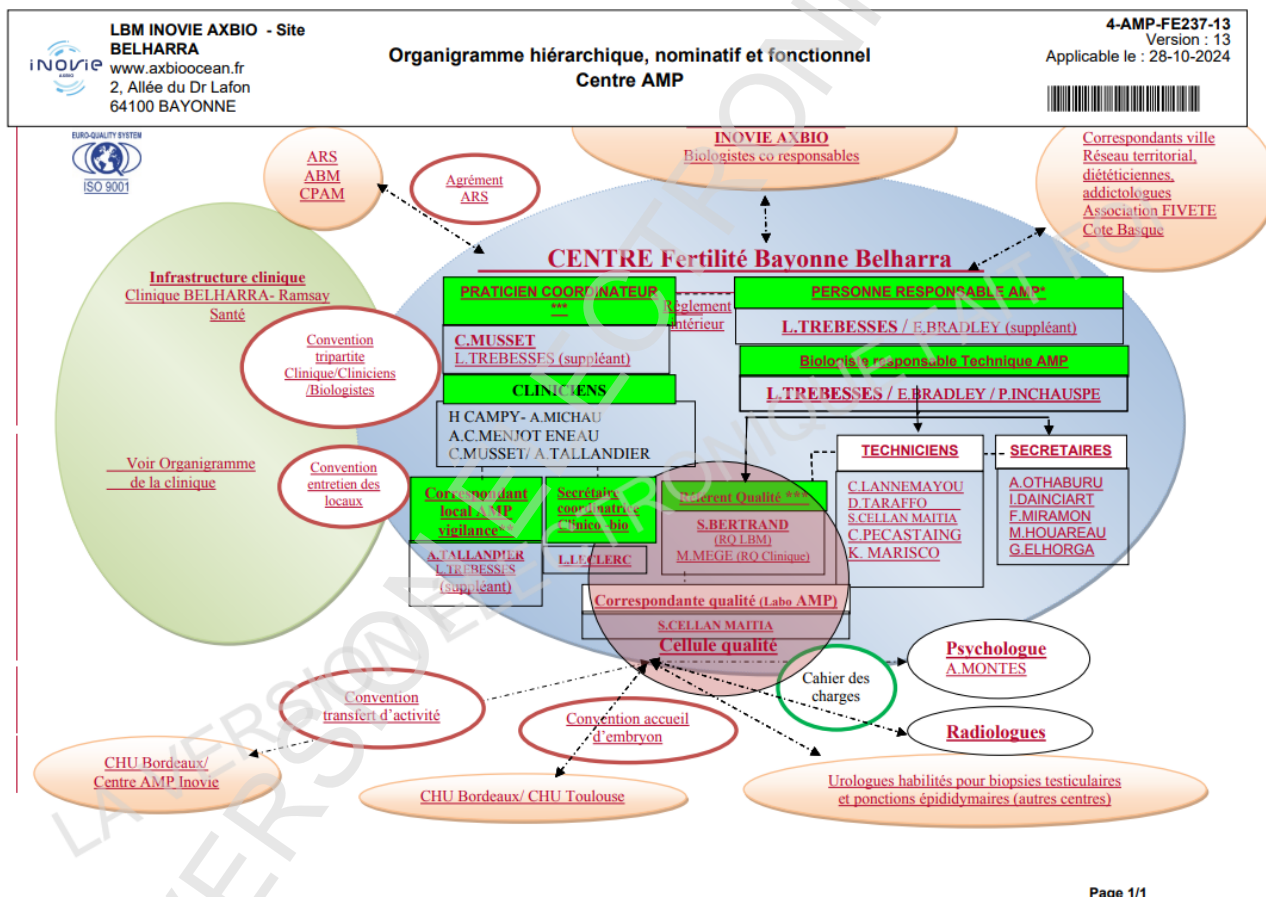 LBM INOVIE AXBIO - Site
BELHARRA
www.axbioocean.fr
2, Allée du Dr Lafon
64100 BAYONNE
iNOVIE
AXBIO
Organigramme hiérarchique, nominatif et fonctionnel
Centre AMP
4-AMP-FE237-13
Version : 13
Applicable le : 28-10-2024
EURO-QUALITY SYSTEM
ISO 9001
ARS
ABM
CPAM
Agrément
ARS
INOVIE AXBIO
Biologistes co responsables
Correspondants ville
Réseau territorial,
diététiciennes,
addictologues
Association FIVETE
Cote Basque
CENTRE Fertilité Bayonne Belharra
Infrastructure clinique
Clinique BELHARRA- Ramsay
Santé
Convention
tripartite
Clinique/Cliniciens
/Biologistes
Voir Organigramme
de la clinique
Convention
entretien des
locaux
PRATICIEN COORDINATEUR
***
C.MUSSET
L.TREBESSES (suppléant)
Règlement
intérieur
PERSONNE RESPONSABLE AMP*
L.TREBESSES / E.BRADLEY (suppléant)
Biologiste responsable Technique AMP
L.TREBESSES / E.BRADLEY / P.INCHAUSPE
CLINICIENS
H CAMPY- A.MICHAU
A.C.MENJOT ENEAU
C.MUSSET/ A.TALLANDIER
Correspondant
local AMP
vigilance**
A.TALLANDIER
L.TREBESSES
(suppléant)
Secrétaire
coordinatrice
Clinico -bio
L.LECLERC
Référent Qualité ***
S.BERTRAND
(RQ LBM)
M.MEGE (RQ Clinique)
TECHNICIENS
C.LANNEMAYOU
D.TARAFFO
S.CELLAN MAITIA
C.PECASTAING
K. MARISCO
SECRETAIRES
A.OTHABURU
I.DAINCIART
F.MIRAMON
M.HOUAREAU
G.ELHORGA
Correspondante qualité (Labo AMP)
S.CELLAN MAITIA
Cellule qualité
Psychologue
A.MONTES
Cahier des
charges
Radiologues
Convention
transfert d'activité
Convention accueil
d'embryon
CHU Bordeaux/
Centre AMP Inovie
CHU Bordeaux/ CHU Toulouse
Urologues habilités pour biopsies testiculaires
et ponctions épididymaires (autres centres)
LA VERSION ELECTRONIQUE FAIT FOI
VERSION ELECTRONI
Page 1/1